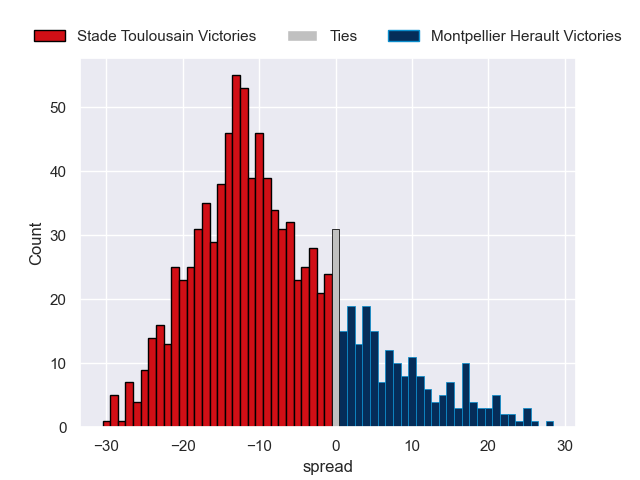 Stade Toulousain Victories Ties Montpellier Herault Victories
50
40
30
20
10
0
−30 −20 −10 0 10 20 30
Count
spread